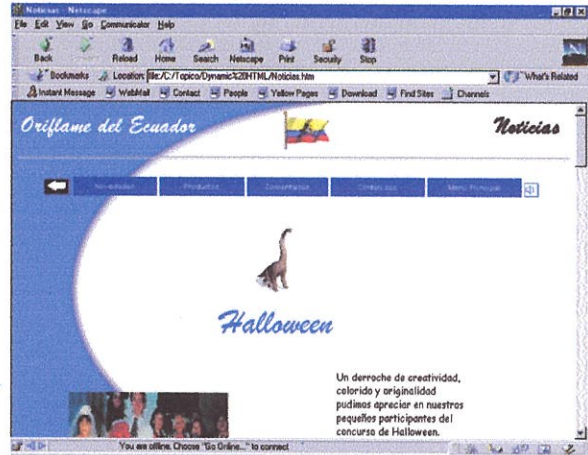 Noticias - Netscape
File Edit View Go Communicator Help
Back Reload Home Search Netscape Print Security Stop
Bookmarks Location: file:/C:/Topico/Dynamic%20HTML/Noticias.htm What's Related
Instant Message WebMail Contact People Yellow Pages Download Find Sites Channels
Oriflame del Ecuador Noticias
Novedades Productos Comentarios Menú Principal
Halloween
Un derroche de creatividad,
colorido y originalidad
pudimos apreciar en nuestros
pequeños participantes del
concurso de Halloween.
You are offline. Choose "Go Online..." to connect